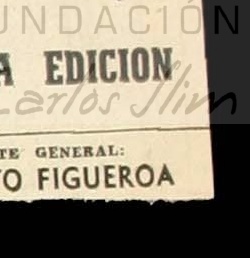 UNDACIÓN
A EDICION
Carlos Slim
TE GENERAL:
TO FIGUEROA